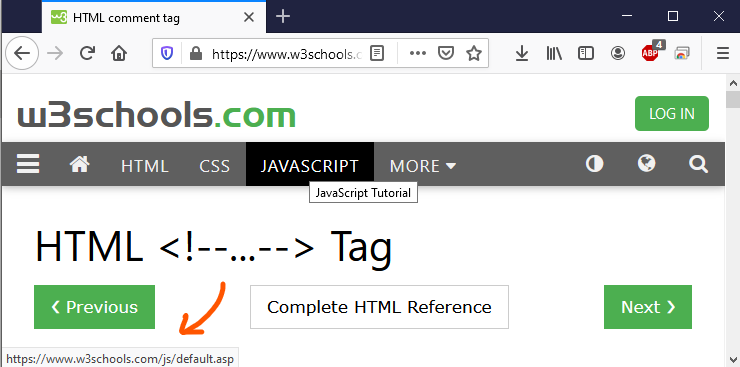 HTML comment tag
https://www.w3schools.c
ABP 4
w3schools.com
LOG IN
HTML CSS JAVASCRIPT MORE
JavaScript Tutorial
HTML <!--...--> Tag
❮ Previous Complete HTML Reference Next ❯
https://www.w3schools.com/js/default.asp